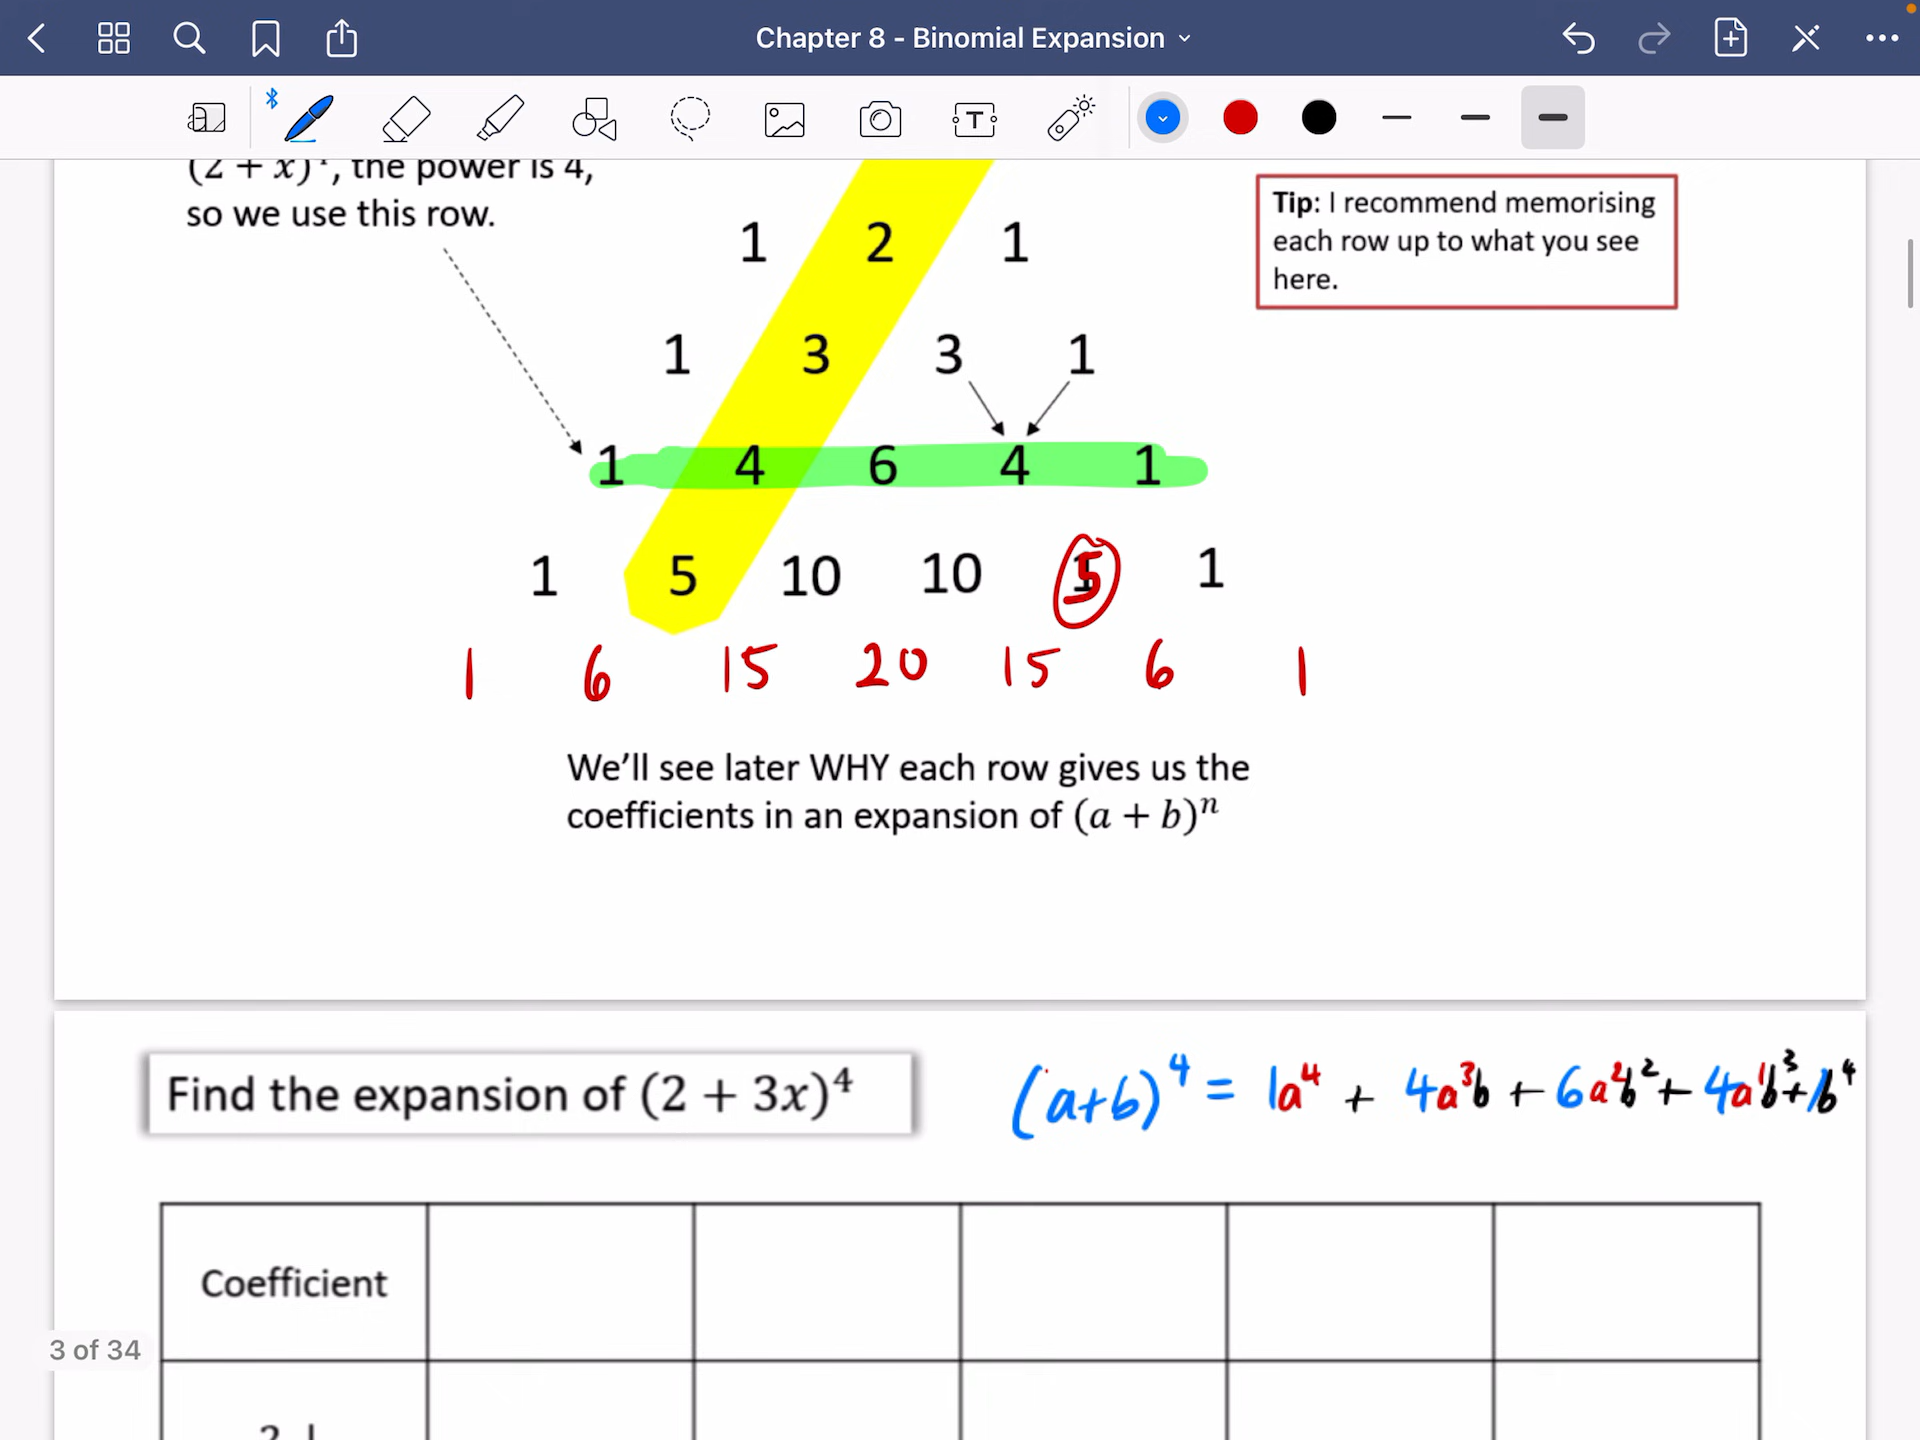 Chapter 8 - Binomial Expansion
(2 + x)⁴, the power is 4,
so we use this row.
Tip: I recommend memorising
each row up to what you see
here.
1 2 1
1 3 3 1
1 4 6 4 1
1 5 10 10 5 1
1 6 15 20 15 6 1
We'll see later WHY each row gives us the
coefficients in an expansion of (a + b)ⁿ
Find the expansion of (2 + 3x)⁴
(a+b)⁴ = 1a⁴ + 4a³b + 6a²b² + 4a¹b³ + 1b⁴
Coefficient
3 of 34